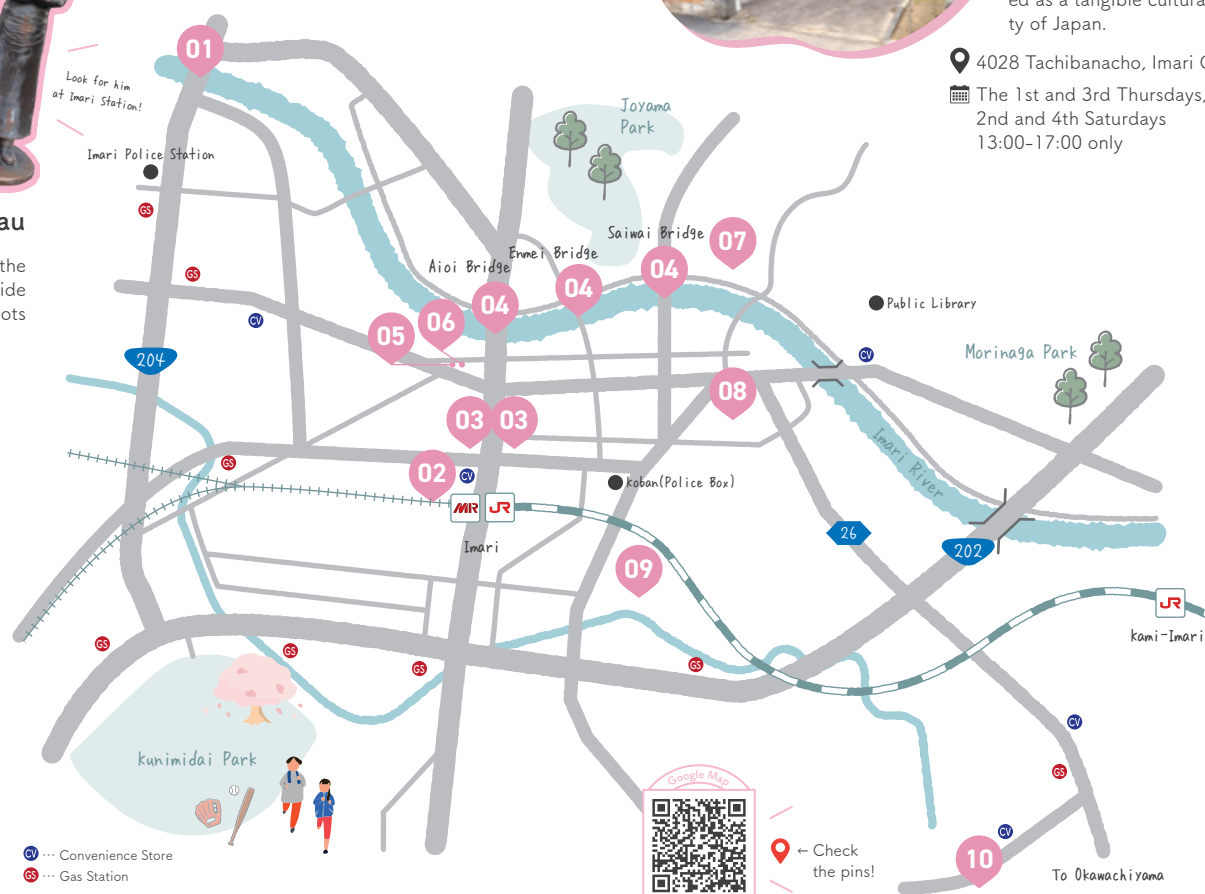 ed as a tangible cultural
ty of Japan.
4028 Tachibanacho, Imari C
The 1st and 3rd Thursdays,
2nd and 4th Saturdays
13:00-17:00 only
au
the
ide
ots
Look for him
at Imari Station!
01
Joyama
Park
Imari Police Station
GS
Saiwai Bridge
07
Enmei Bridge
Aioi Bridge
04
04
04
GS
CV
05
06
Public Library
204
CV
Morinaga Park
08
03
03
Imari River
GS
02
CV
Koban(Police Box)
MR
JR
Imari
26
202
09
JR
Kami-Imari
GS
GS
GS
GS
CV
Kunimidai Park
GS
Google Map
CV
← Check
the pins!
10
To Okawachiyama
CV ... Convenience Store
GS ... Gas Station